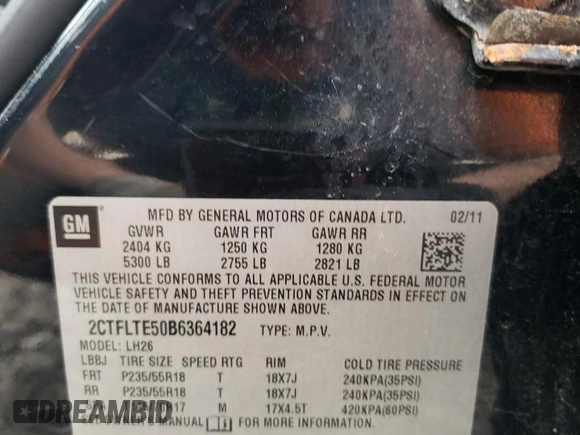 GM
MFD BY GENERAL MOTORS OF CANADA LTD. 02/11
GVWR GAWR FRT GAWR RR
2404 KG 1250 KG 1280 KG
5300 LB 2755 LB 2821 LB
THIS VEHICLE CONFORMS TO ALL APPLICABLE U.S. FEDERAL MOTOR
VEHICLE SAFETY AND THEFT PREVENTION STANDARDS IN EFFECT ON
THE DATE OF MANUFACTURE SHOWN ABOVE.
2CTFLTE50B6364182 TYPE: M.P.V.
MODEL: LH26
LBBJ TIRE SIZE SPEED RTG RIM COLD TIRE PRESSURE
FRT P235/55R18 T 18X7J 240KPA(35PSI)
RR P235/55R18 T 18X7J 240KPA(35PSI)
M 17X4.5T 420KPA(60PSI)
MANUAL FOR MORE INFORMATION.
DREAMBID